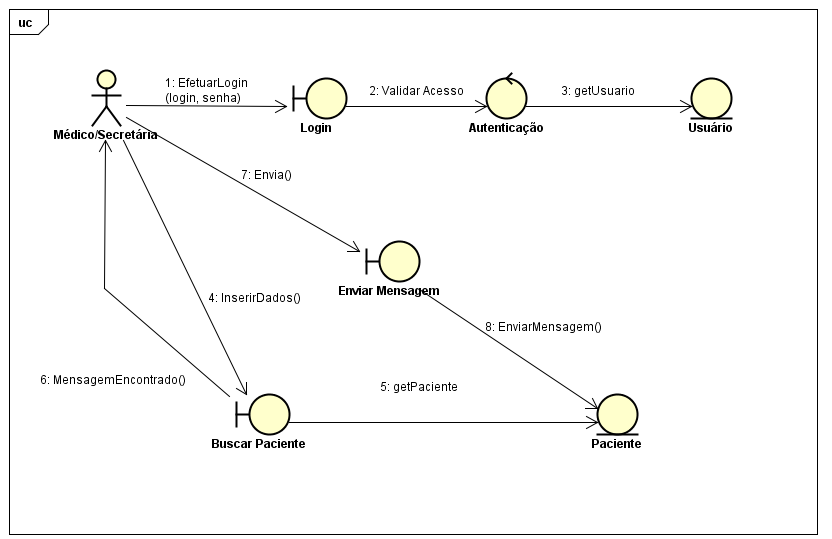 uc
1: EfetuarLogin
(login, senha)
2: Validar Acesso
3: getUsuario
Médico/Secretária
Login
Autenticação
Usuário
7: Envia()
Enviar Mensagem
4: InserirDados()
8: EnviarMensagem()
6: MensagemEncontrado()
5: getPaciente
Buscar Paciente
Paciente